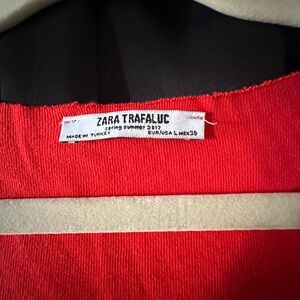 ZARA TRAFALUC
spring summer 2017
MADE IN TURKEY EUR/USA L MEX 30